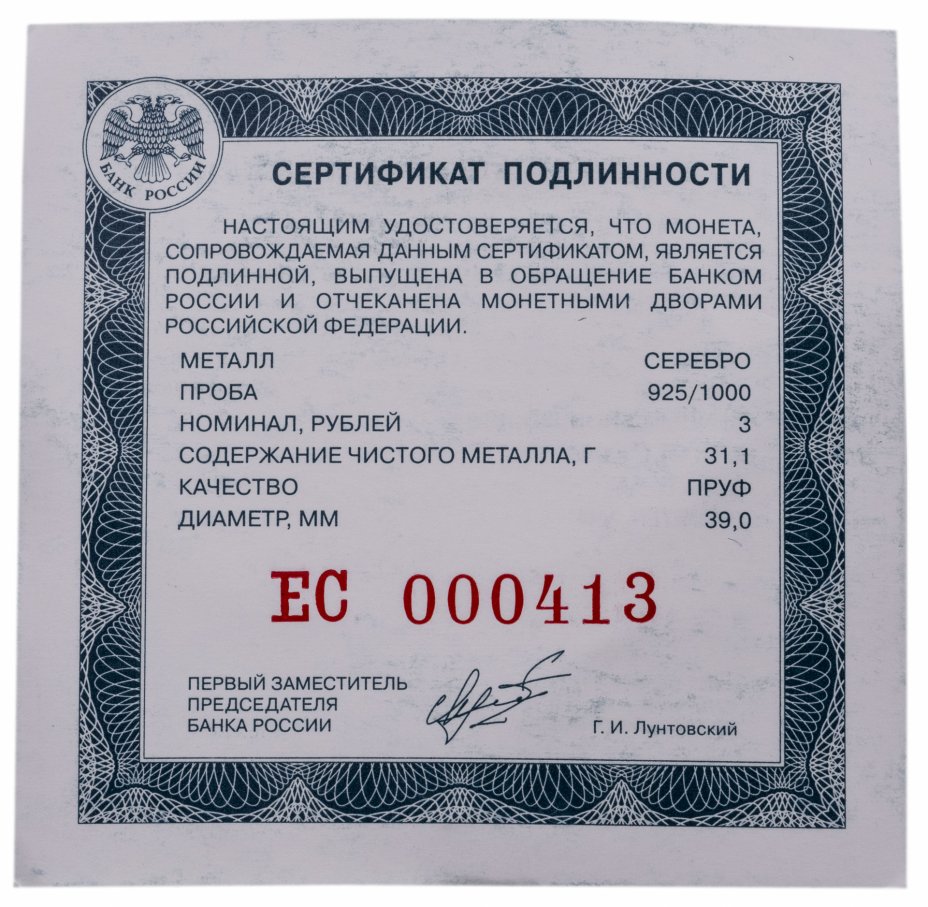 БАНК РОССИИ
СЕРТИФИКАТ ПОДЛИННОСТИ
НАСТОЯЩИМ УДОСТОВЕРЯЕТСЯ, ЧТО МОНЕТА,
СОПРОВОЖДАЕМАЯ ДАННЫМ СЕРТИФИКАТОМ, ЯВЛЯЕТСЯ
ПОДЛИННОЙ, ВЫПУЩЕНА В ОБРАЩЕНИЕ БАНКОМ
РОССИИ И ОТЧЕКАНЕНА МОНЕТНЫМИ ДВОРАМИ
РОССИЙСКОЙ ФЕДЕРАЦИИ.
МЕТАЛЛ СЕРЕБРО
ПРОБА 925/1000
НОМИНАЛ, РУБЛЕЙ 3
СОДЕРЖАНИЕ ЧИСТОГО МЕТАЛЛА, Г 31,1
КАЧЕСТВО ПРУФ
ДИАМЕТР, ММ 39,0
ЕС 000413
ПЕРВЫЙ ЗАМЕСТИТЕЛЬ
ПРЕДСЕДАТЕЛЯ
БАНКА РОССИИ Г. И. Лунтовский